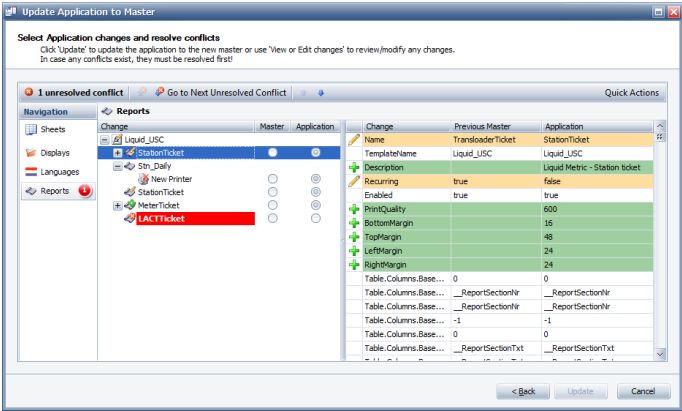 Update Application to Master
Select Application changes and resolve conflicts
Click 'Update' to update the application to the new master or use 'View or Edit changes' to review/modify any changes.
In case any conflicts exist, they must be resolved first!
1 unresolved conflict
Go to Next Unresolved Conflict
Quick Actions
Navigation
Sheets
Displays
Languages
Reports 1
Reports
Change Master Application
Liquid_USC
StationTicket
Stn_Daily
New Printer
StationTicket
MeterTicket
LACTTicket
Change Previous Master Application
Name TransloaderTicket StationTicket
TemplateName Liquid_USC Liquid_USC
Description Liquid Metric - Station ticket
Recurring true false
Enabled true true
PrintQuality 600
BottomMargin 16
TopMargin 48
LeftMargin 24
RightMargin 24
Table.Columns.Base... 0 0
Table.Columns.Base... __ReportSectionNr __ReportSectionNr
Table.Columns.Base... __ReportSectionNr __ReportSectionNr
Table.Columns.Base... -1 -1
Table.Columns.Base... 0 0
Table.Columns.Base... __ReportSectionTxt __ReportSectionTxt
< Back
Update
Cancel